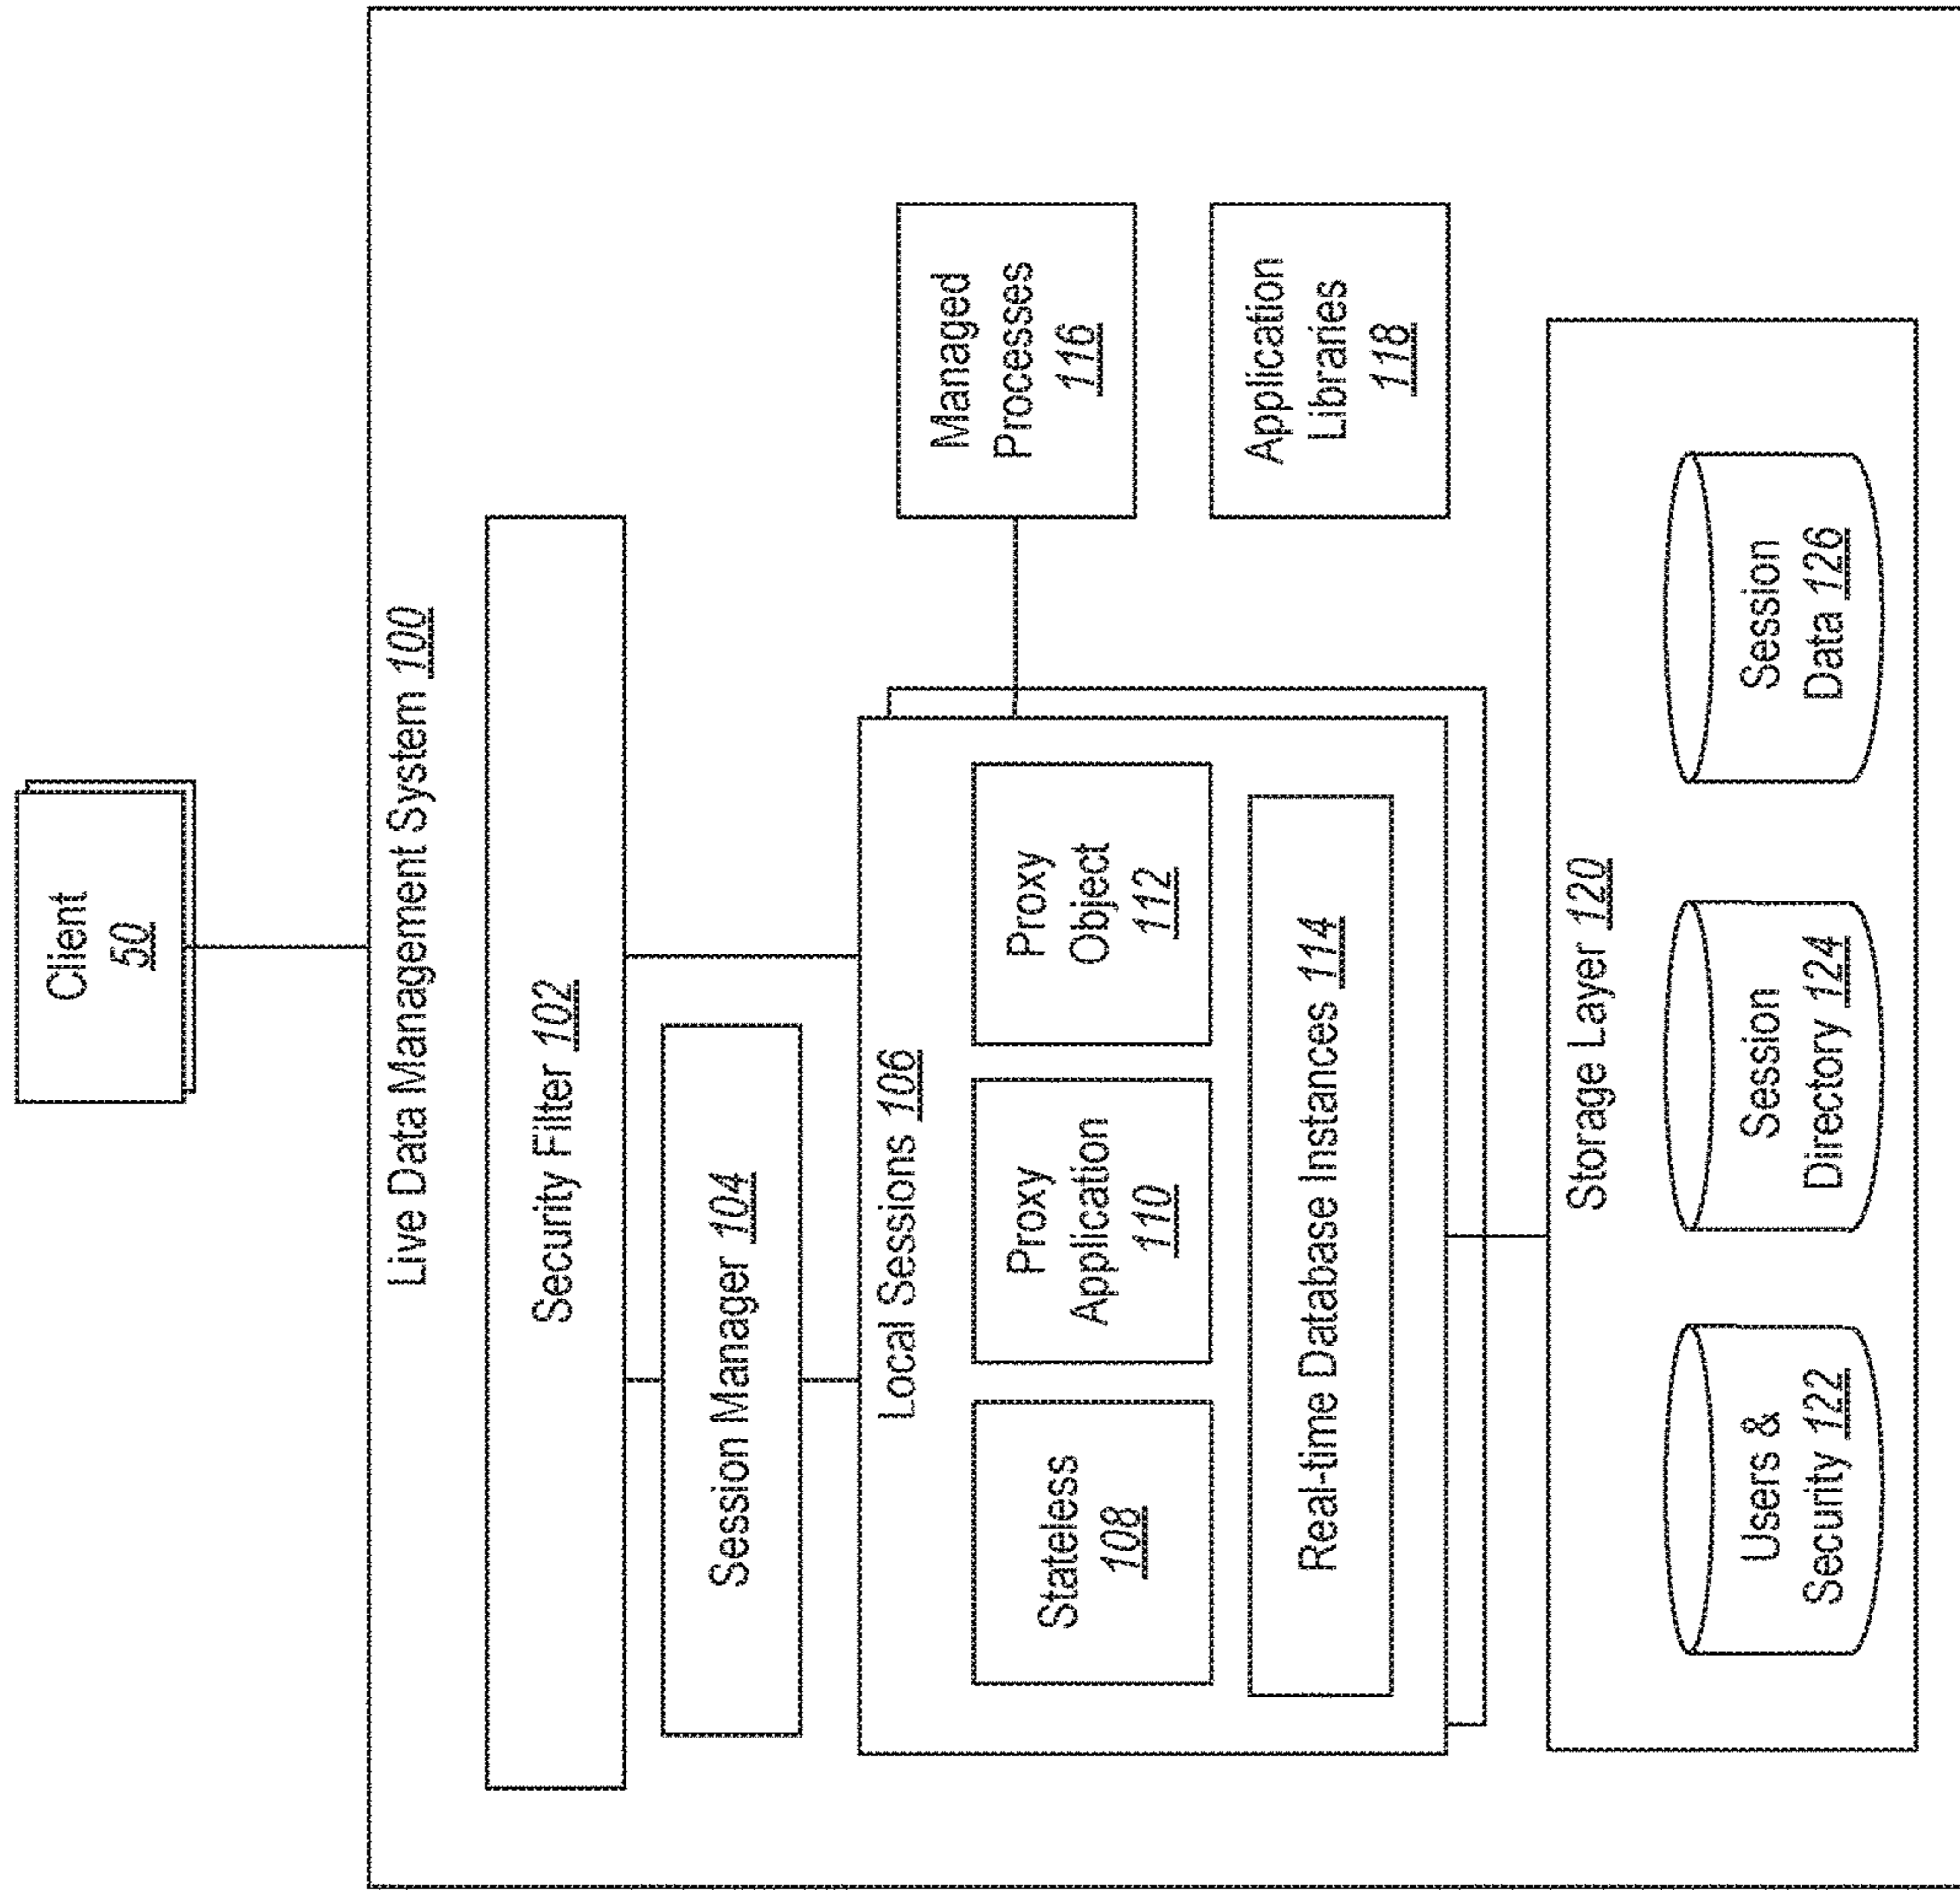 Client
50
Live Data Management System 100
Security Filter 102
Session Manager 104
Local Sessions 106
Stateless
108
Proxy
Application
110
Proxy
Object
112
Real-time Database Instances 114
Managed
Processes
116
Application
Libraries
118
Storage Layer 120
Users &
Security 122
Session
Directory 124
Session
Data 126